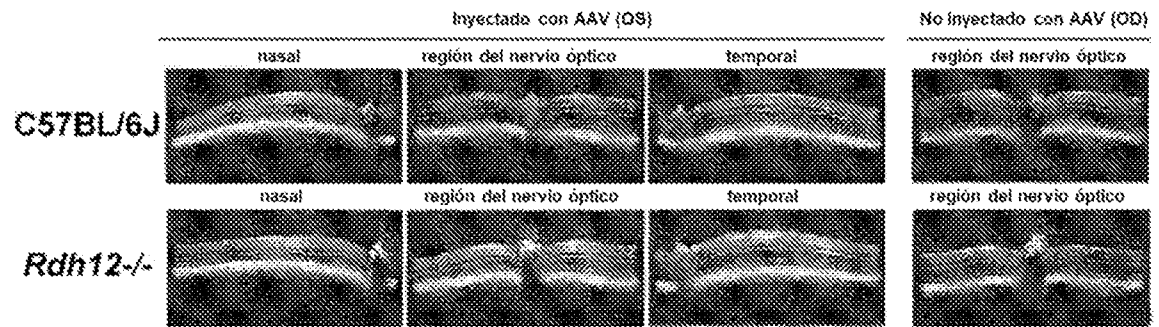 Inyectado con AAV (OS) No Inyectado con AAV (OD)
nasal región del nervio óptico temporal región del nervio óptico
C57BL/6J
nasal región del nervio óptico temporal región del nervio óptico
Rdh12-/-